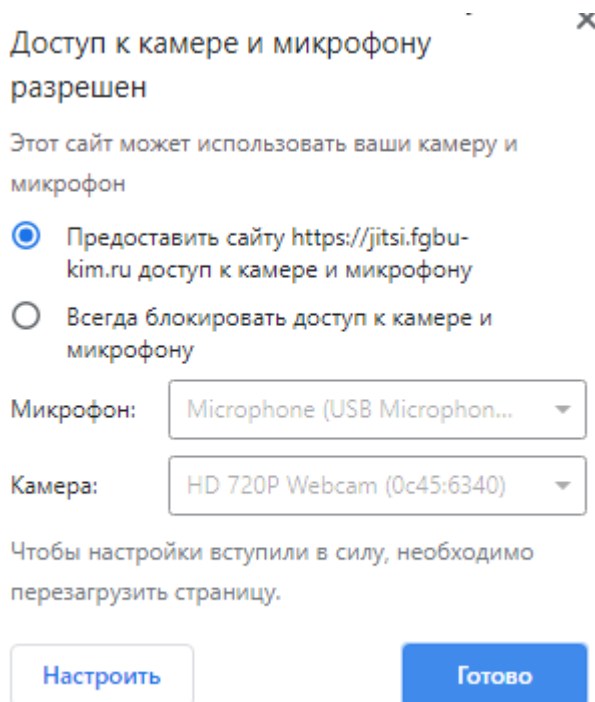 Доступ к камере и микрофону
разрешен
Этот сайт может использовать ваши камеру и
микрофон
Предоставить сайту https://jitsi.fgbu-
kim.ru доступ к камере и микрофону
Всегда блокировать доступ к камере и
микрофону
Микрофон: Microphone (USB Microphon...
Камера: HD 720P Webcam (0c45:6340)
Чтобы настройки вступили в силу, необходимо
перезагрузить страницу.
Настроить Готово